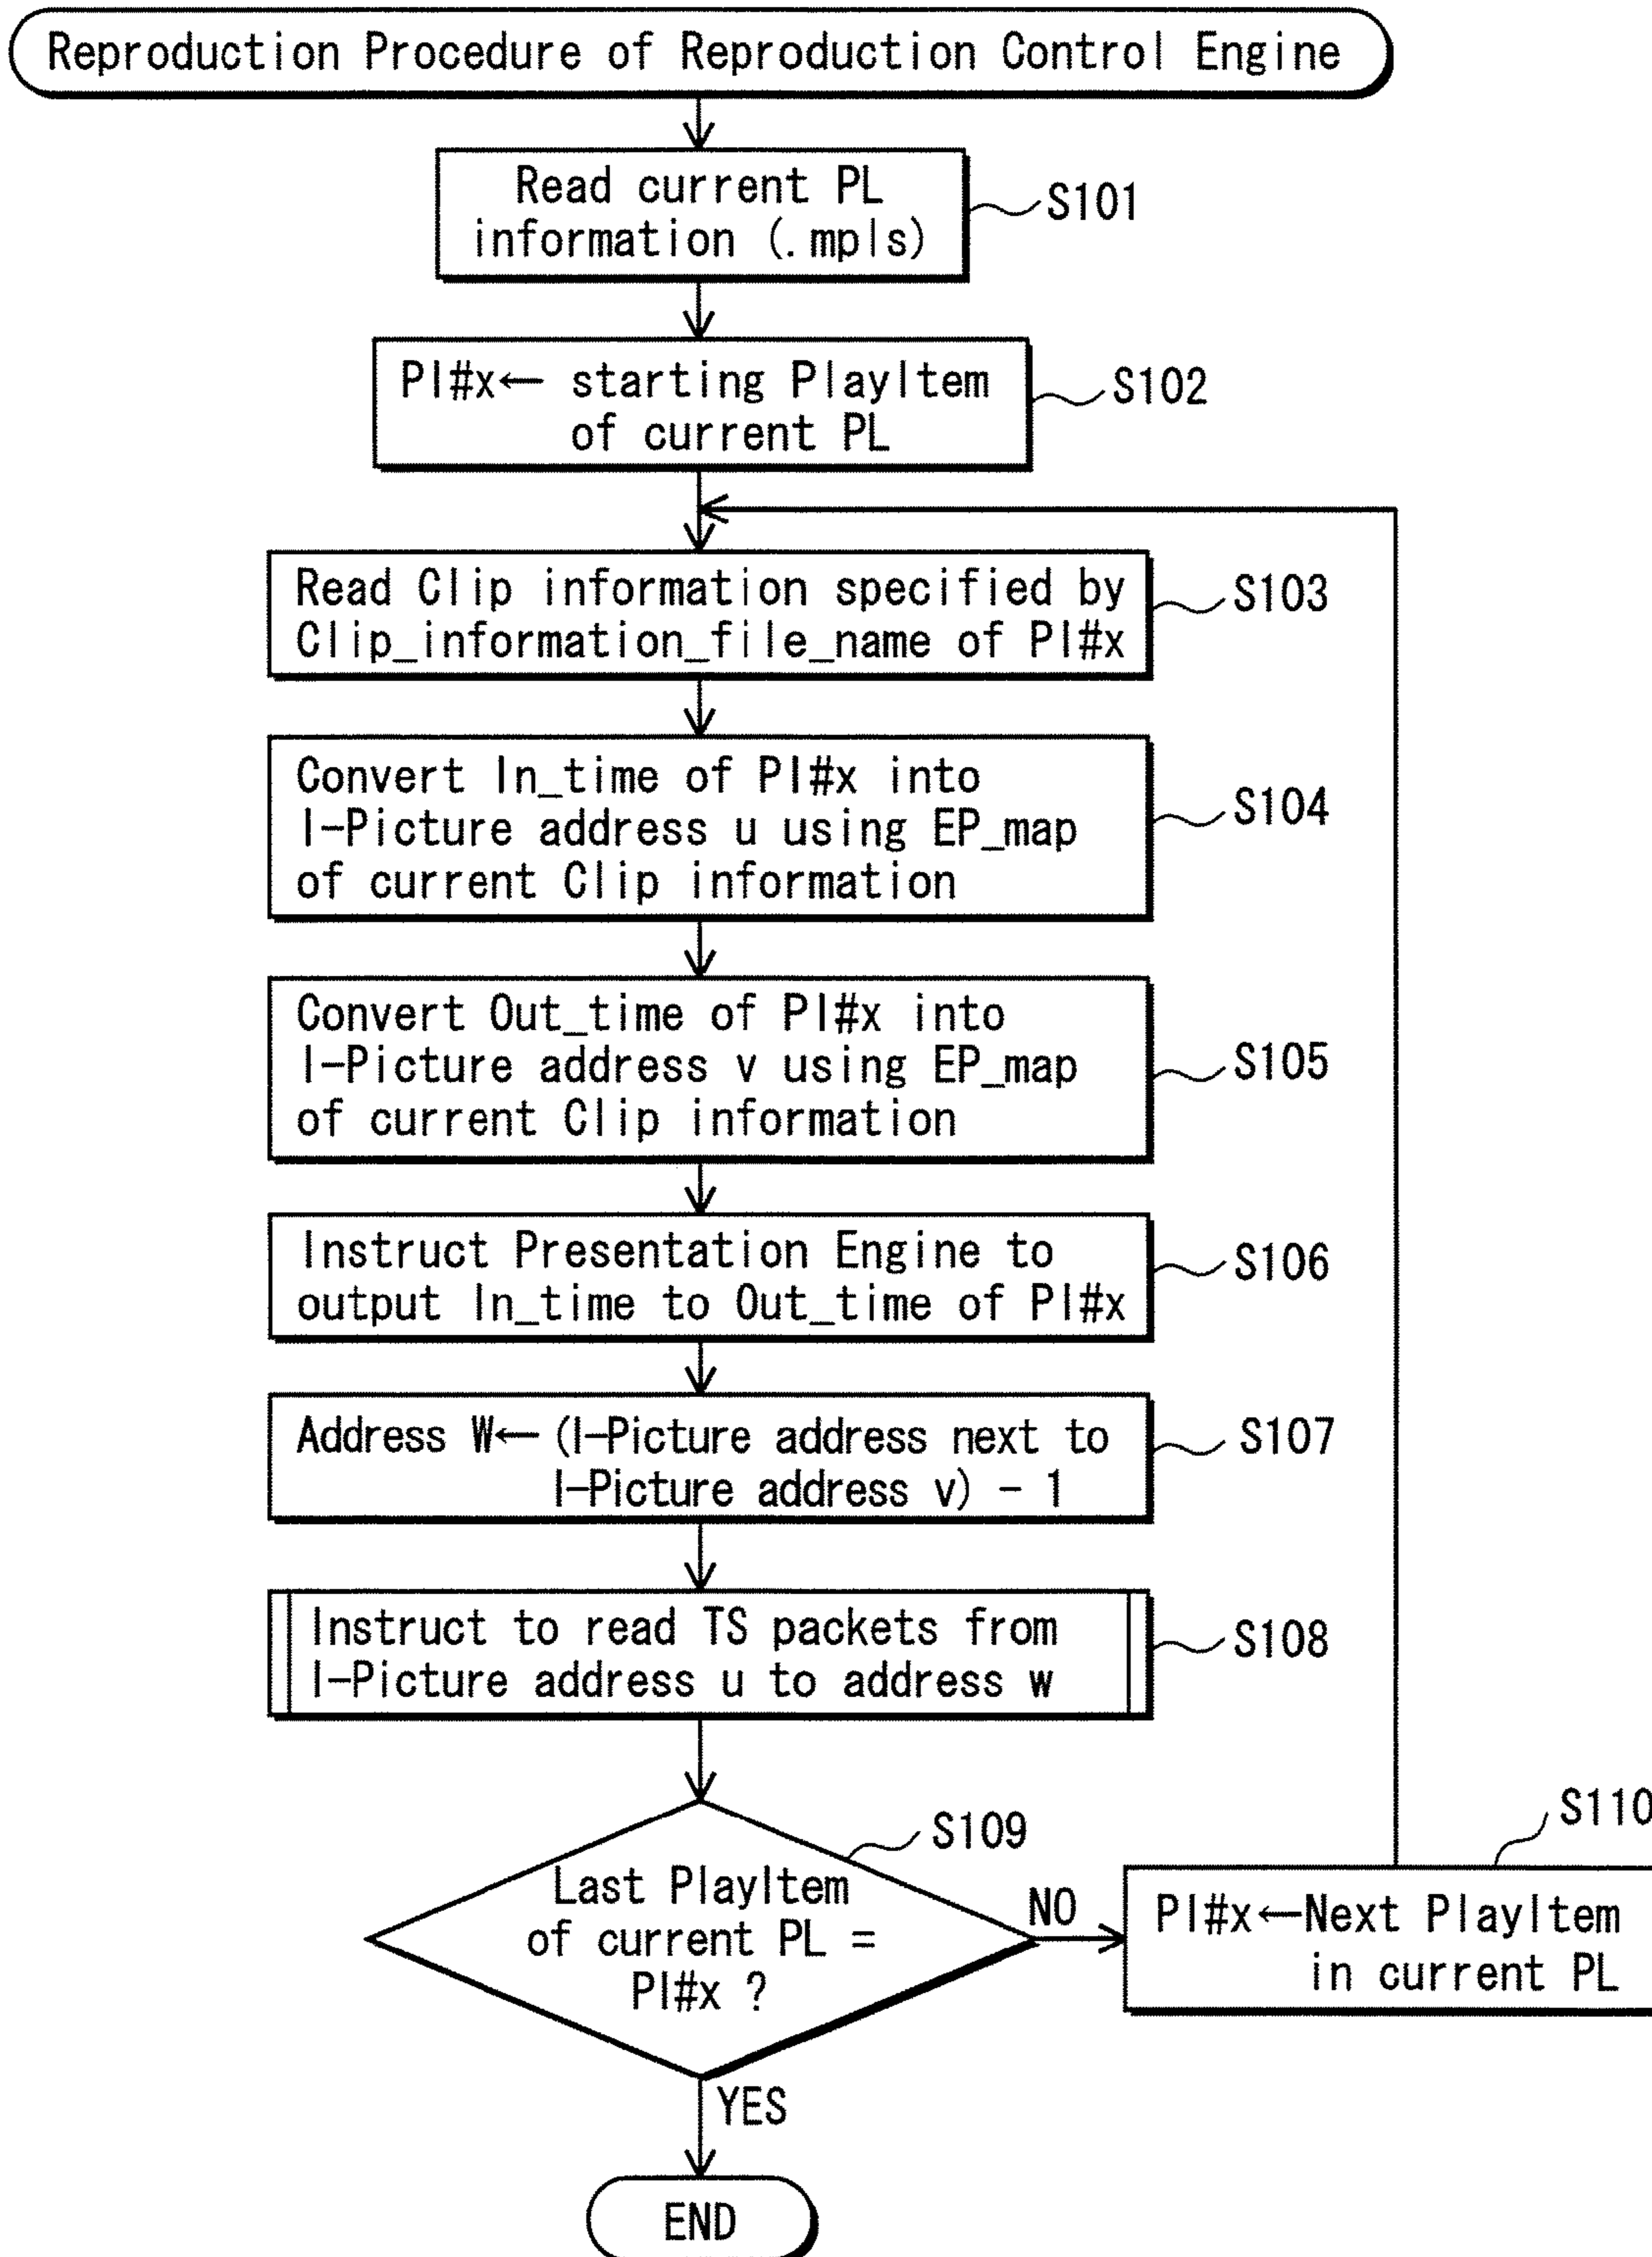 Reproduction Procedure of Reproduction Control Engine
Read current PL
information (.mpls)
S101
PI#x← starting PlayItem
of current PL
S102
Read Clip information specified by
Clip_information_file_name of PI#x
S103
Convert In_time of PI#x into
I-Picture address u using EP_map
of current Clip information
S104
Convert Out_time of PI#x into
I-Picture address v using EP_map
of current Clip information
S105
Instruct Presentation Engine to
output In_time to Out_time of PI#x
S106
Address W← (I-Picture address next to
I-Picture address v) - 1
S107
Instruct to read TS packets from
I-Picture address u to address w
S108
S109
Last PlayItem
of current PL =
PI#x ?
NO
S110
PI#x←Next PlayItem
in current PL
YES
END